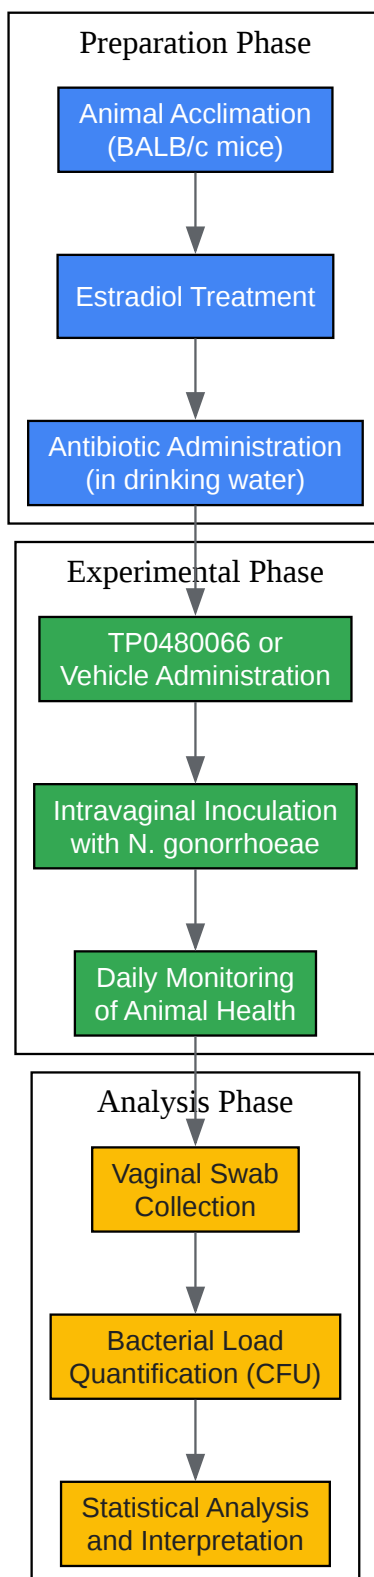 Preparation Phase
Animal Acclimation
(BALB/c mice)
Estradiol Treatment
Antibiotic Administration
(in drinking water)
Experimental Phase
TP0480066 or
Vehicle Administration
Intravaginal Inoculation
with N. gonorrhoeae
Daily Monitoring
of Animal Health
Analysis Phase
Vaginal Swab
Collection
Bacterial Load
Quantification (CFU)
Statistical Analysis
and Interpretation